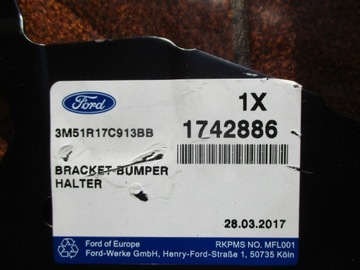 Ford
1X
3M51R17C913BB
1742886
BRACKET BUMPER
HALTER
28.03.2017
Ford of Europe
RKPMS NO. MFL001
Ford-Werke GmbH, Henry-Ford-Straße 1, 50735 Köln